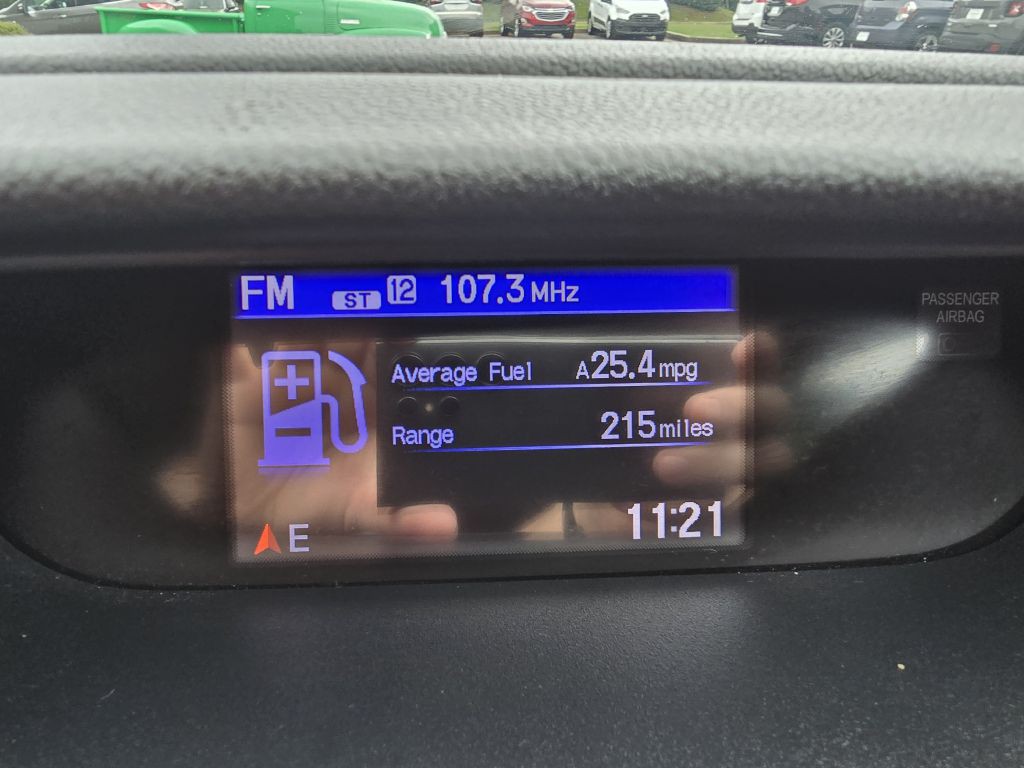 FM ST 12 107.3 MHz
PASSENGER
AIRBAG
Average Fuel A25.4 mpg
Range 215 miles
E 11:21